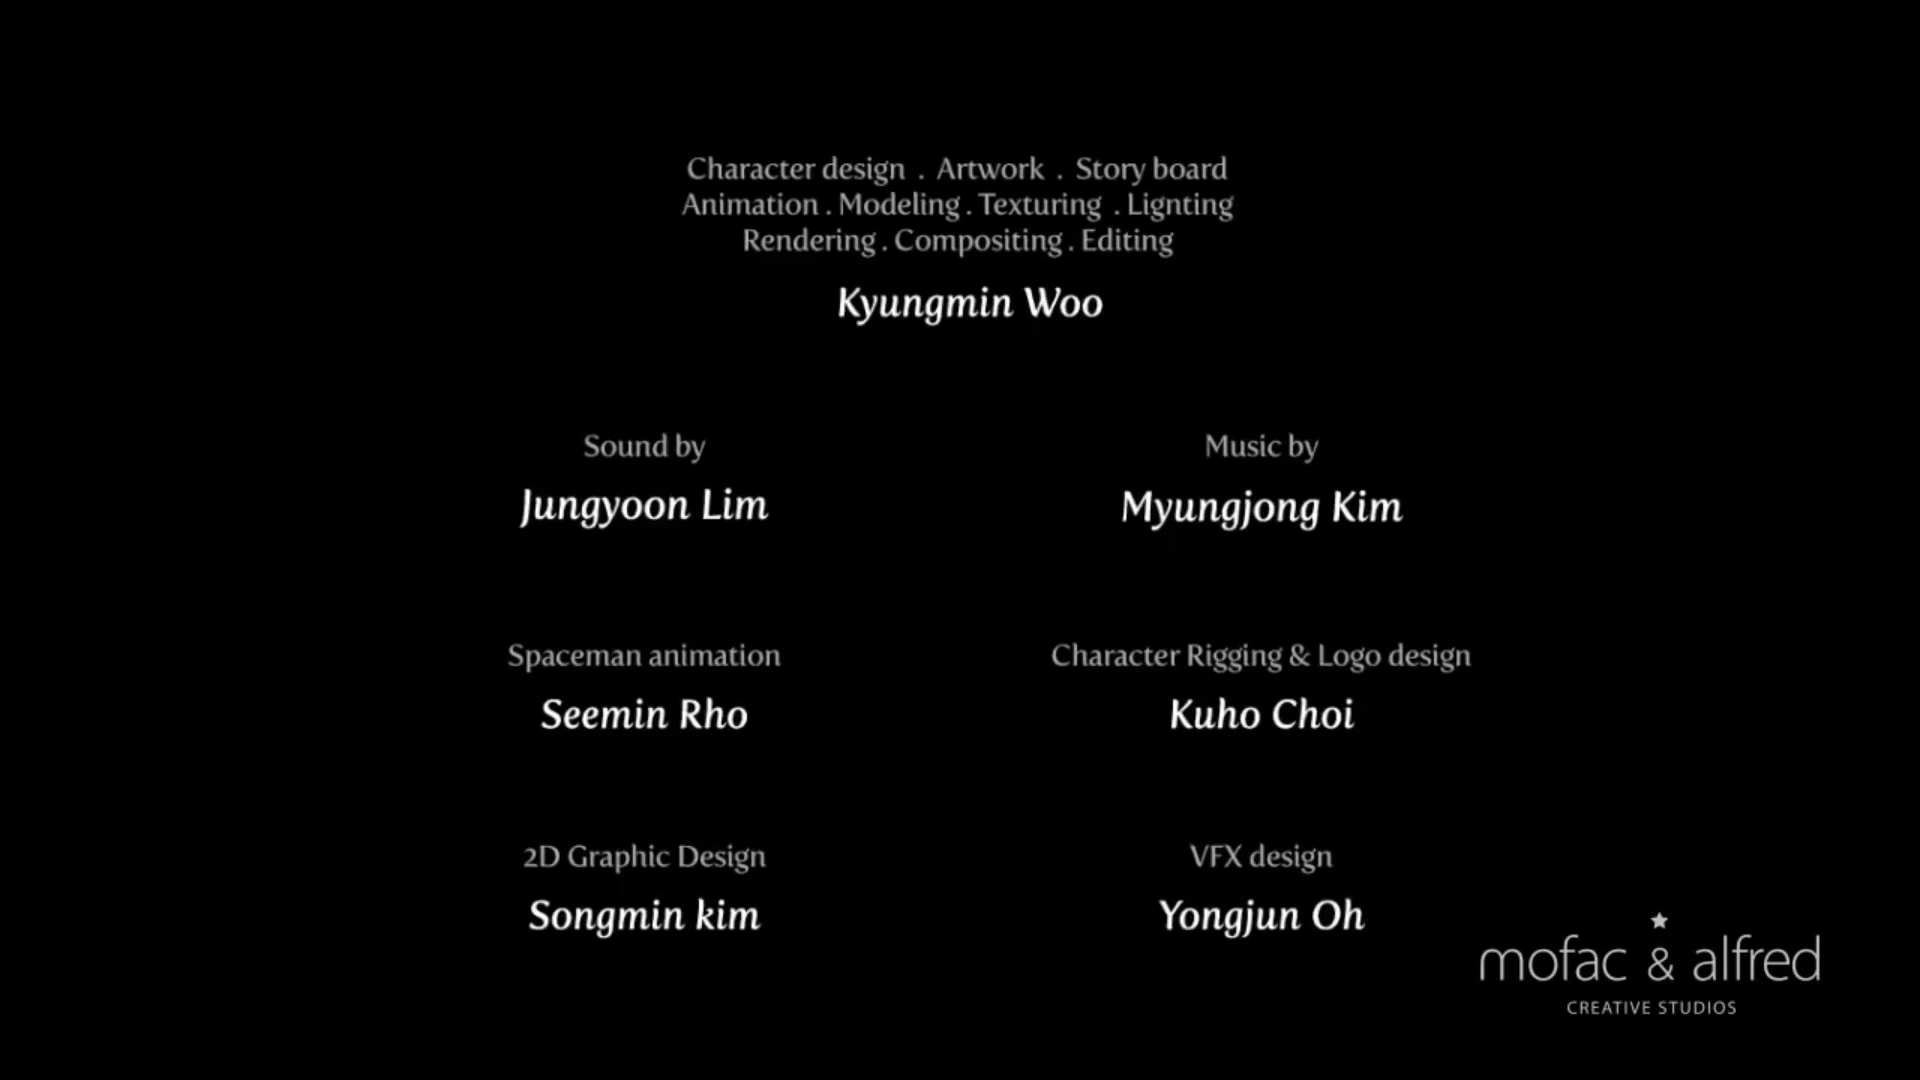 Character design . Artwork . Story board
Animation . Modeling . Texturing . Lignting
Rendering . Compositing . Editing
Kyungmin Woo
Sound by
Jungyoon Lim
Music by
Myungjong Kim
Spaceman animation
Seemin Rho
Character Rigging & Logo design
Kuho Choi
2D Graphic Design
Songmin kim
VFX design
Yongjun Oh
mofac & alfred
CREATIVE STUDIOS